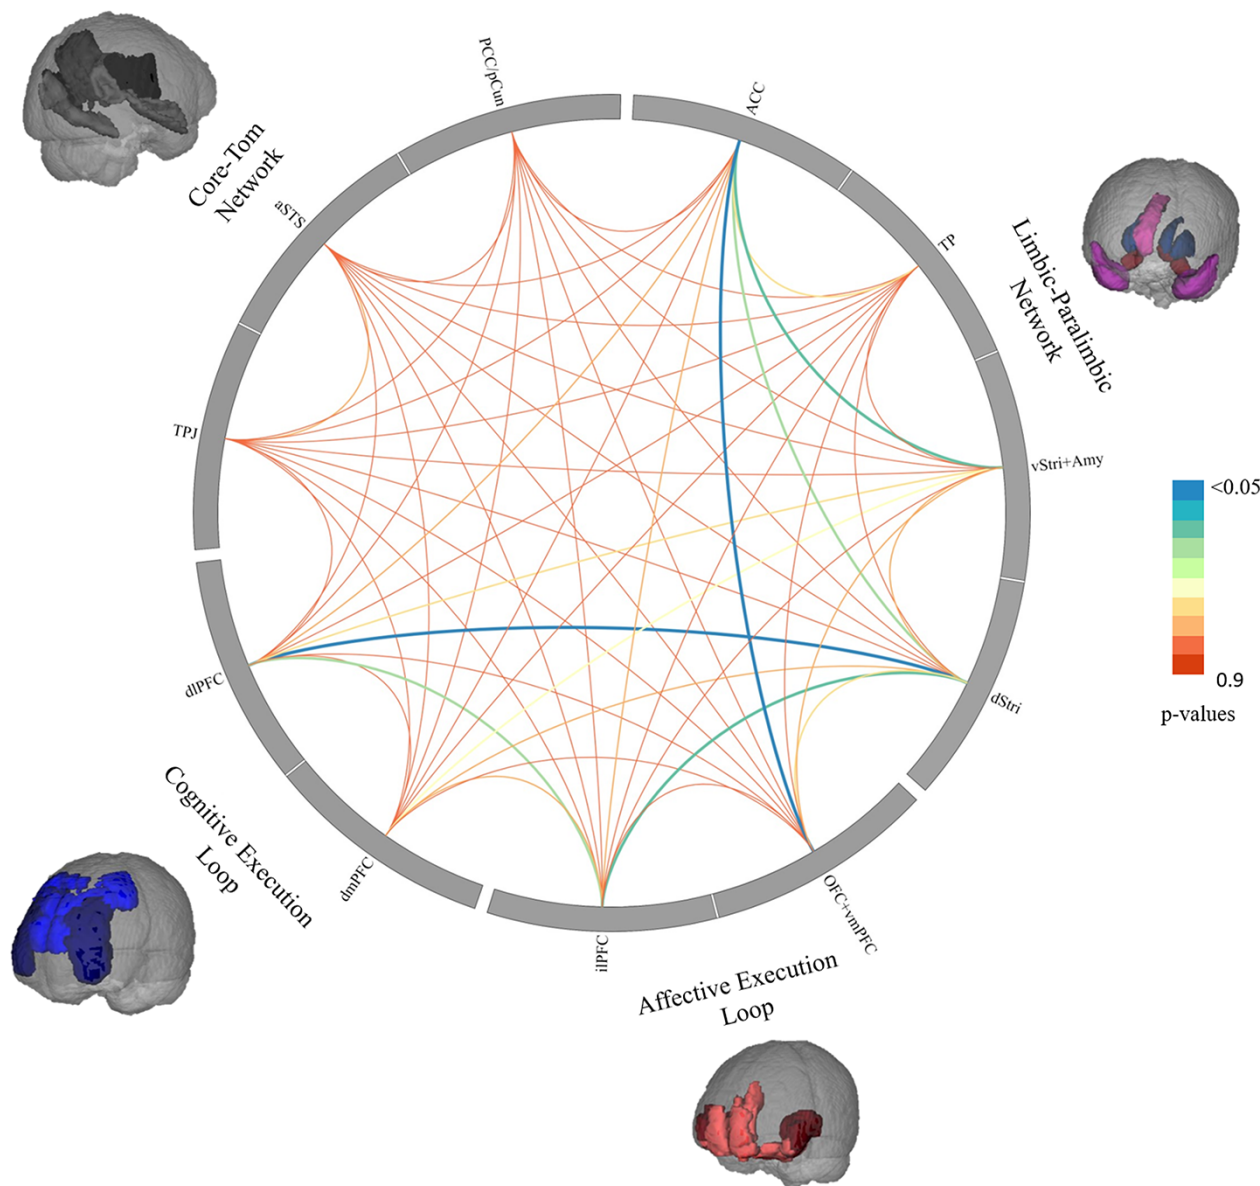 PCC/pCun
ACC
Core-Tom
Network
aSTS
TP
Limbic-Paralimbic
Network
TPJ
vStri+Amy
<0.05
0.9
p-values
dlPFC
dStri
Cognitive Execution
Loop
dmPFC
ilPFC
OFC+vmPFC
Affective Execution
Loop